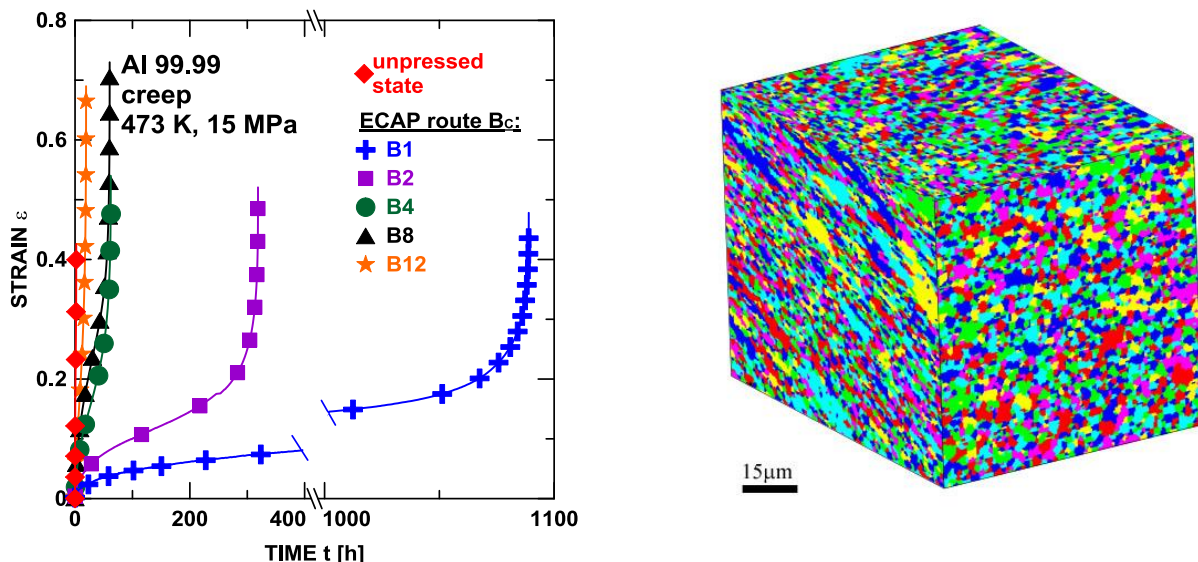 0.8
0.6
0.4
0.2
0
STRAIN ε
Al 99.99
creep
473 K, 15 MPa
unpressed
state
ECAP route BC:
B1
B2
B4
B8
B12
0 200 400 1000 1100
TIME t [h]
15μm